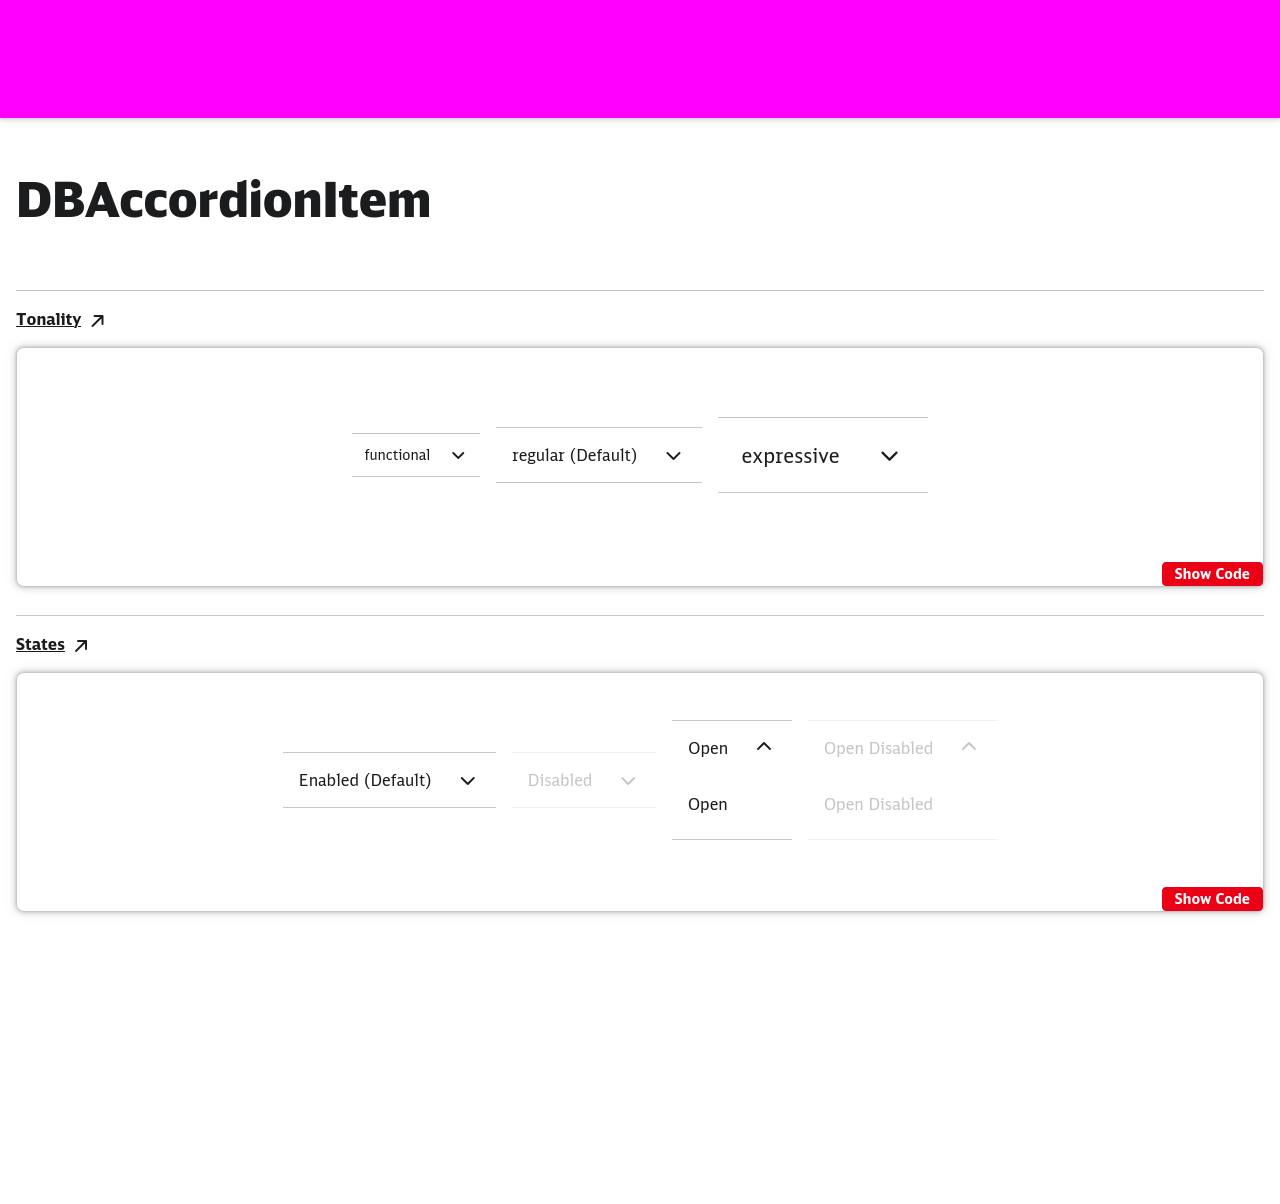 DBAccordionItem
Tonality
functional
regular (Default)
expressive
Show Code
States
Enabled (Default)
Disabled
Open
Open Disabled
Open
Open Disabled
Show Code